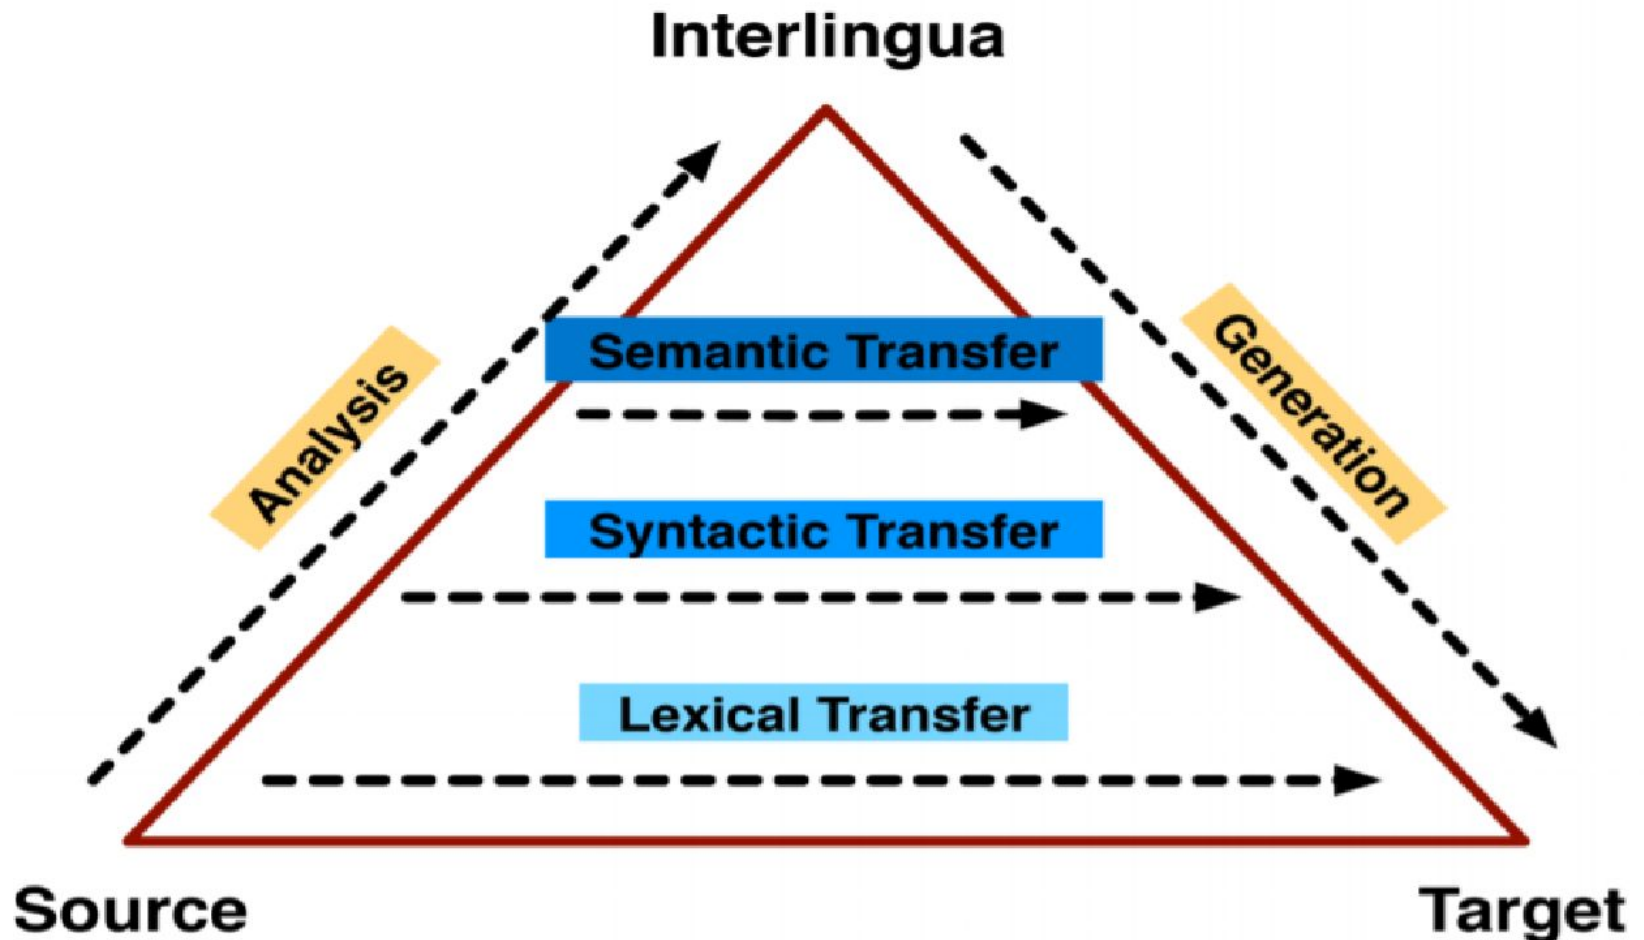 Interlingua
Semantic Transfer
Analysis
Generation
Syntactic Transfer
Lexical Transfer
Source
Target